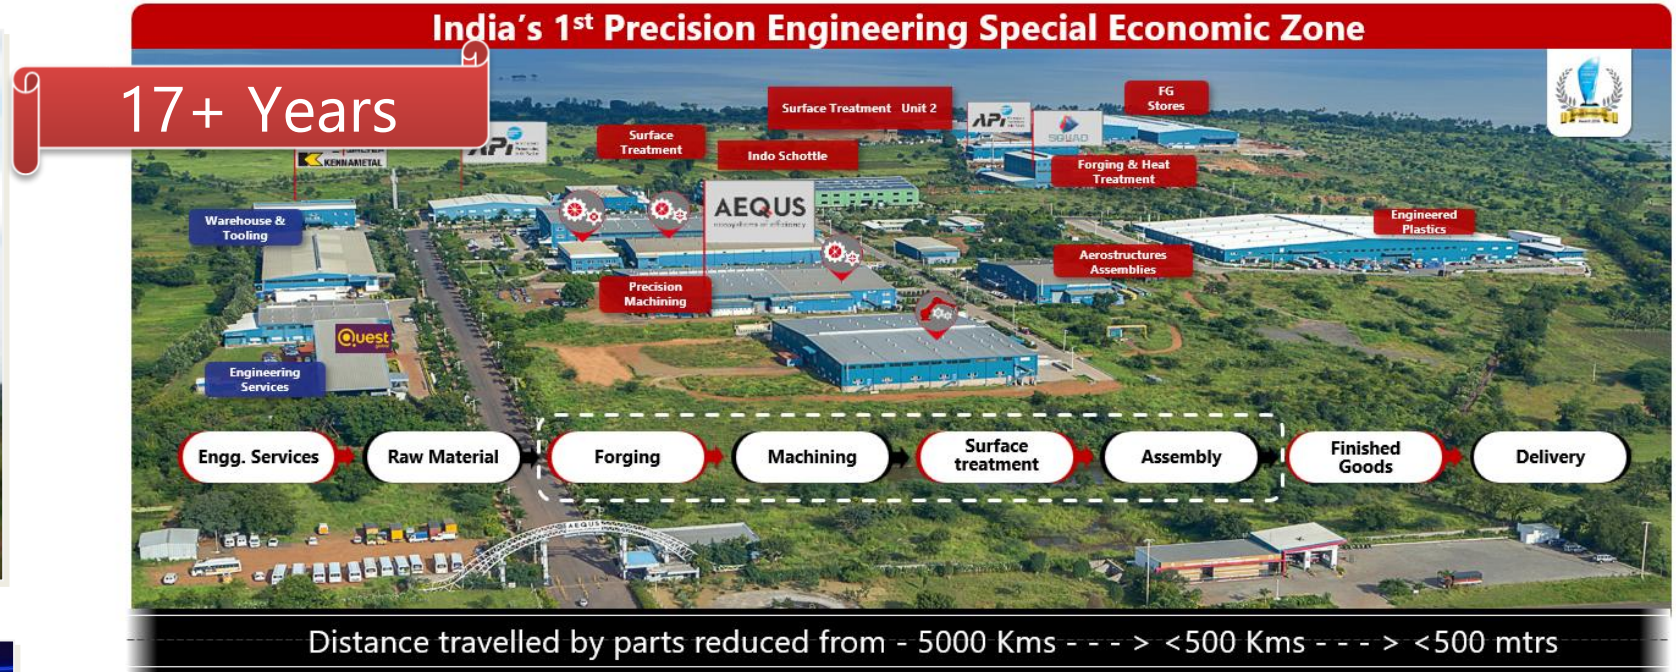 India's 1st Precision Engineering Special Economic Zone
17+ Years
KENNAMETAL
APi
Surface
Treatment
Surface Treatment Unit 2
Indo Schottle
APi
SQUAD
FG
Stores
Forging & Heat
Treatment
Warehouse &
Tooling
AEQUS
ecosystems of efficiency
Engineered
Plastics
Aerostructures
Assemblies
Precision
Machining
Quest
Engineering
Services
Engg. Services
Raw Material
Forging
Machining
Surface
treatment
Assembly
Finished
Goods
Delivery
AEQUS
Distance travelled by parts reduced from - 5000 Kms - - - > <500 Kms - - - > <500 mtrs